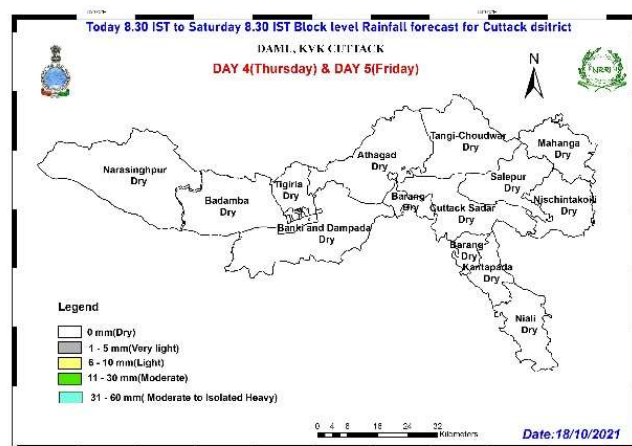 Today 8.30 IST to Saturday 8.30 IST Block level Rainfall forecast for Cuttack dsitrict
DAML, KVK CUTTACK
DAY 4(Thursday) & DAY 5(Friday)
N
NRRI
Tangi-Choudwar
Dry
Mahanga
Dry
Athagad
Dry
Narasinghpur
Dry
Salepur
Dry
Tigiria
Dry
Badamba
Dry
Barang
Dry
Cuttack Sadar
Dry
Nischintakoili
Dry
Banki and Dampada
Dry
Barang
Dry
Kantapada
Dry
Niali
Dry
Legend
0 mm(Dry)
1 - 5 mm(Very light)
6 - 10 mm(Light)
11 - 30 mm(Moderate)
31 - 60 mm( Moderate to Isolated Heavy)
0 4 8 16 24 32
Kilometers
Date:18/10/2021